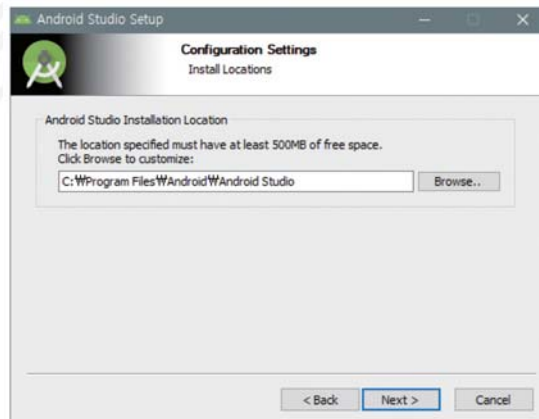 Android Studio Setup
Configuration Settings
Install Locations
Android Studio Installation Location
The location specified must have at least 500MB of free space.
Click Browse to customize:
C:₩Program Files₩Android₩Android Studio
Browse..
< Back
Next >
Cancel